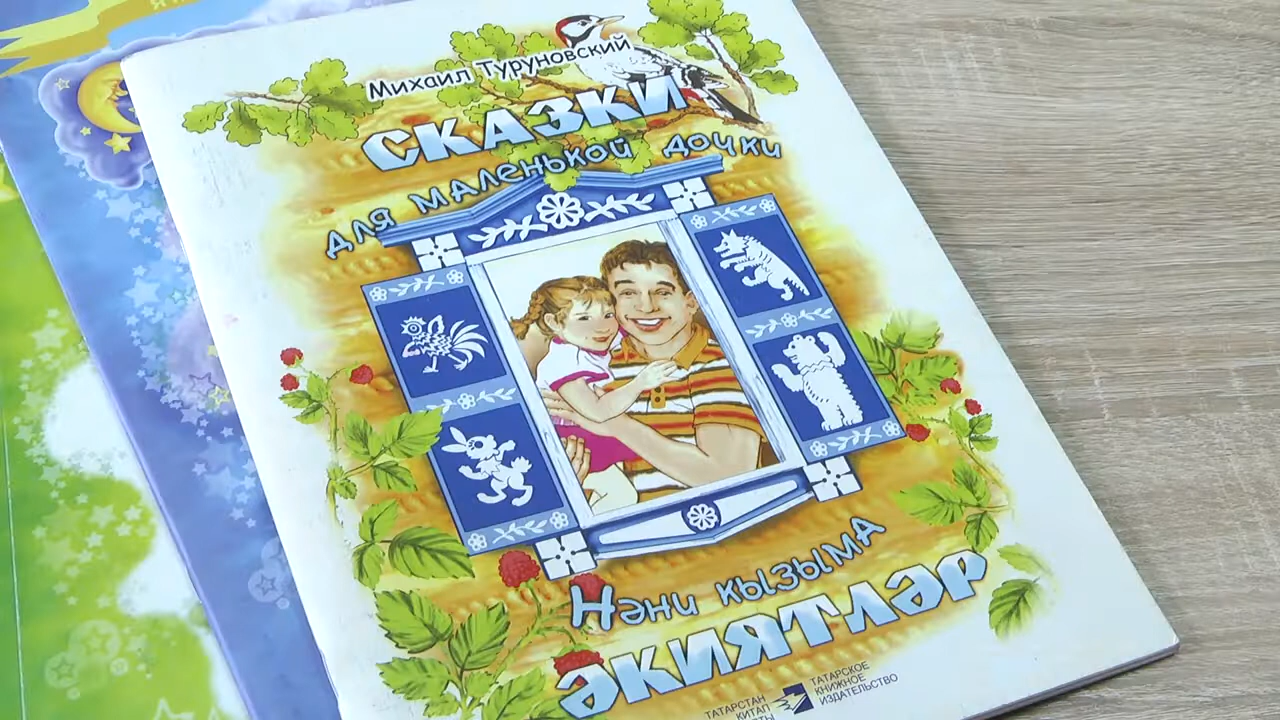 Михаил Туруновский
СКАЗКИ
для маленькой дочки
Нәни кызыма
әкиятләр
ТАТАРСТАН
КИТАП
ТАТАРСКОЕ
КНИЖНОЕ
ИЗДАТЕЛЬСТВО